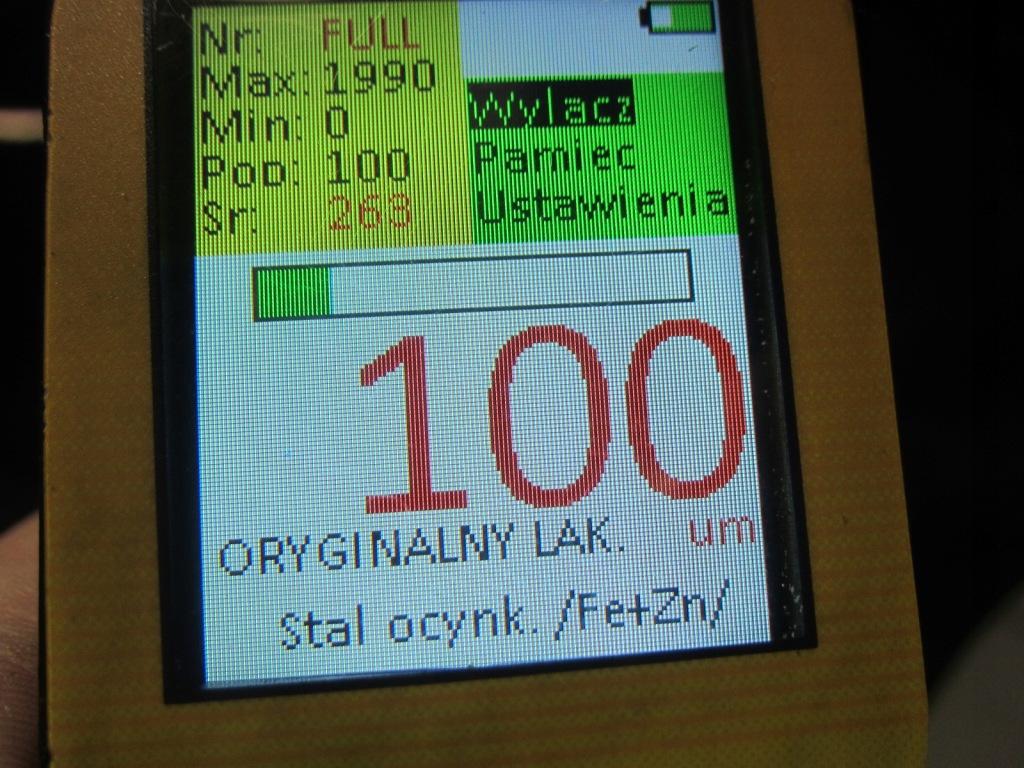 Nr: FULL
Max: 1990
Min: 0
Pop: 100
Sr: 263
Wylacz
Pamiec
Ustawienia
100
um
ORYGINALNY LAK.
Stal ocynk. /Fe+Zn/